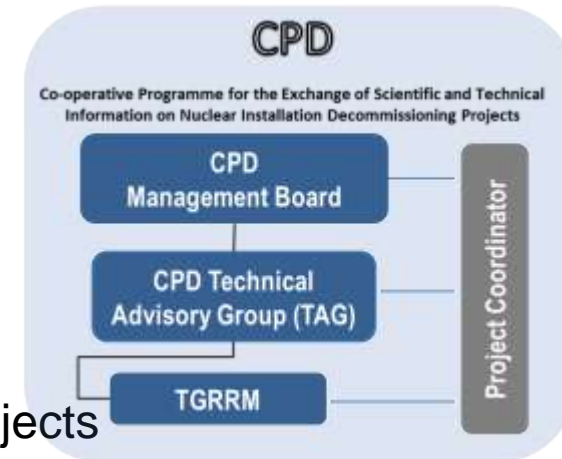 CPD
Co-operative Programme for the Exchange of Scientific and Technical
Information on Nuclear Installation Decommissioning Projects
CPD
Management Board
CPD Technical
Advisory Group (TAG)
TGRRM
Project Coordinator
jects